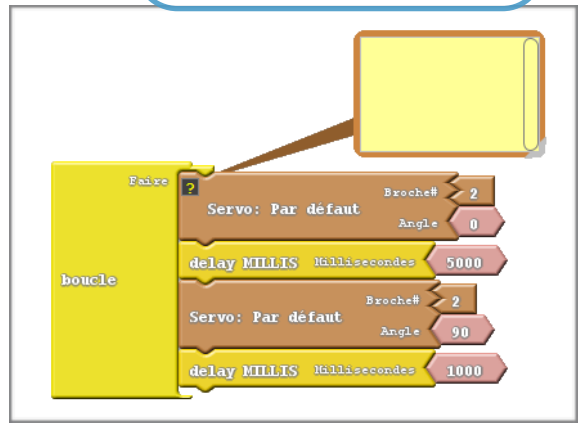 Faire
?
Broche# 2
Servo: Par défaut
Angle 0
delay MILLIS Millisecondes 5000
boucle
Broche# 2
Servo: Par défaut
Angle 90
delay MILLIS Millisecondes 1000